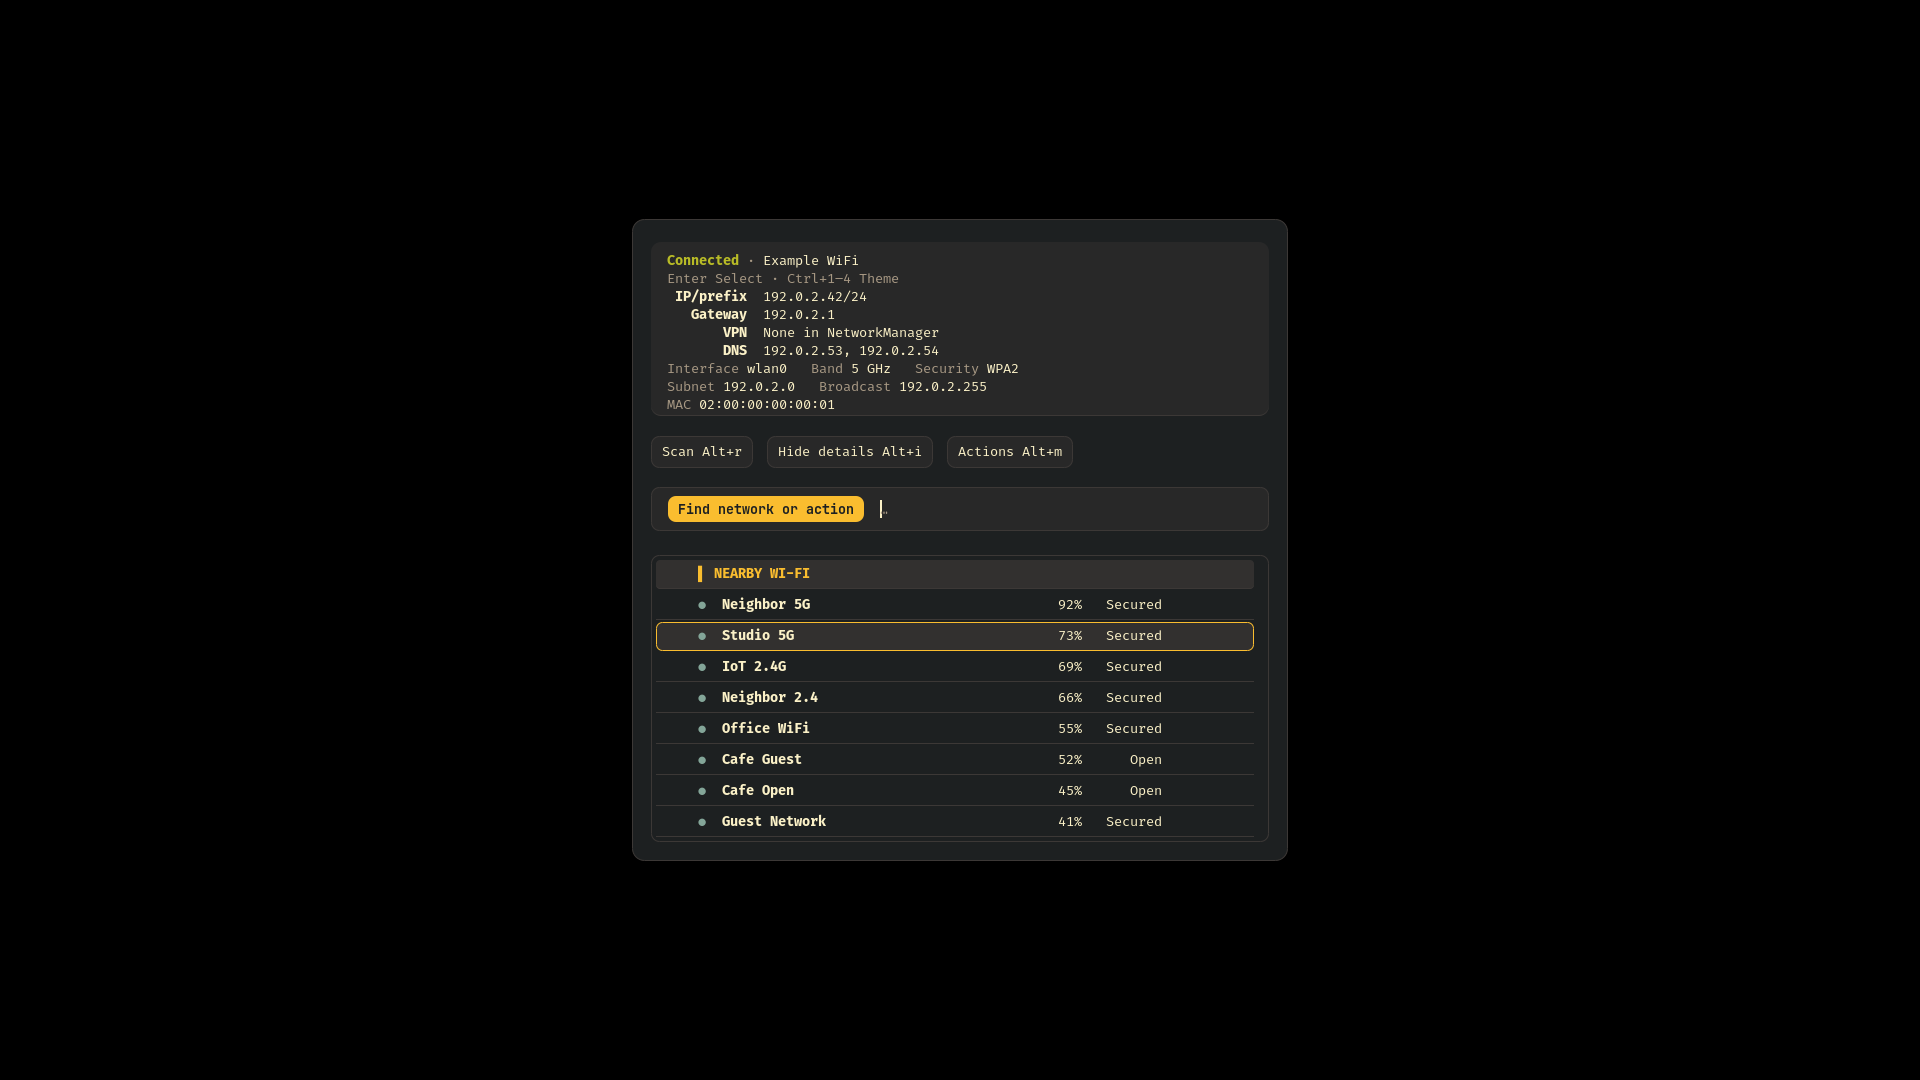 Connected · Example WiFi
Enter Select · Ctrl+1–4 Theme
IP/prefix 192.0.2.42/24
Gateway 192.0.2.1
VPN None in NetworkManager
DNS 192.0.2.53, 192.0.2.54
Interface wlan0 Band 5 GHz Security WPA2
Subnet 192.0.2.0 Broadcast 192.0.2.255
MAC 02:00:00:00:00:01
Scan Alt+r Hide details Alt+i Actions Alt+m
Find network or action …
NEARBY WI-FI
● Neighbor 5G 92% Secured
● Studio 5G 73% Secured
● IoT 2.4G 69% Secured
● Neighbor 2.4 66% Secured
● Office WiFi 55% Secured
● Cafe Guest 52% Open
● Cafe Open 45% Open
● Guest Network 41% Secured